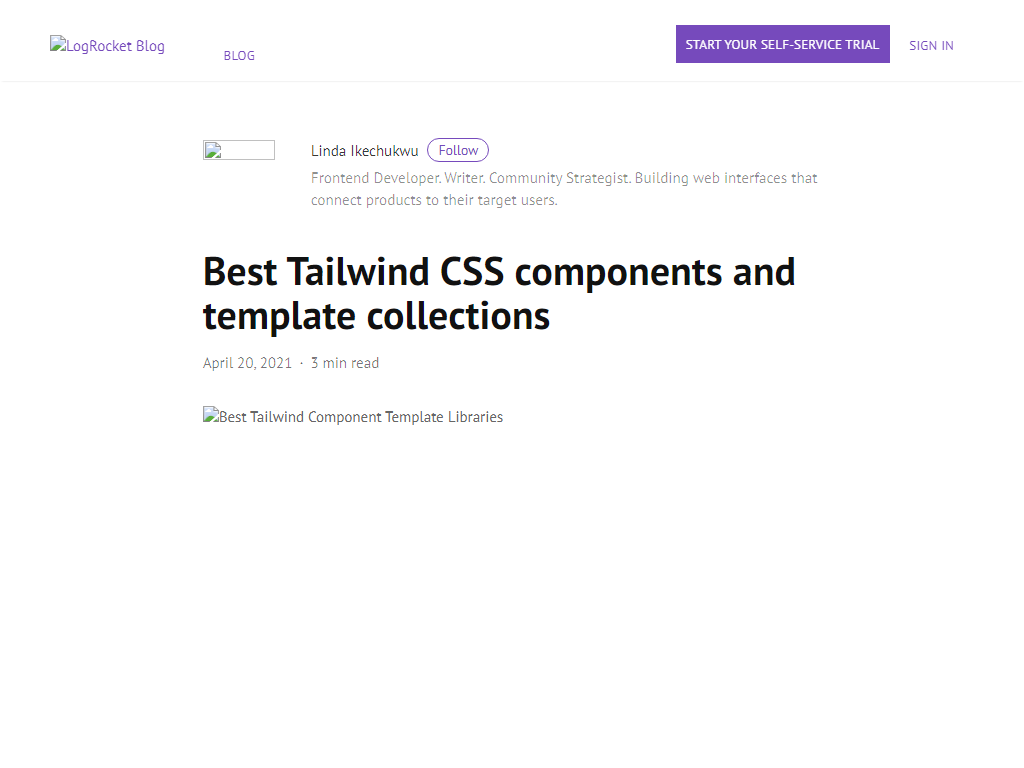 LogRocket Blog
BLOG
START YOUR SELF-SERVICE TRIAL
SIGN IN
Linda Ikechukwu
Follow
Frontend Developer. Writer. Community Strategist. Building web interfaces that
connect products to their target users.
Best Tailwind CSS components and
template collections
April 20, 2021 · 3 min read
Best Tailwind Component Template Libraries